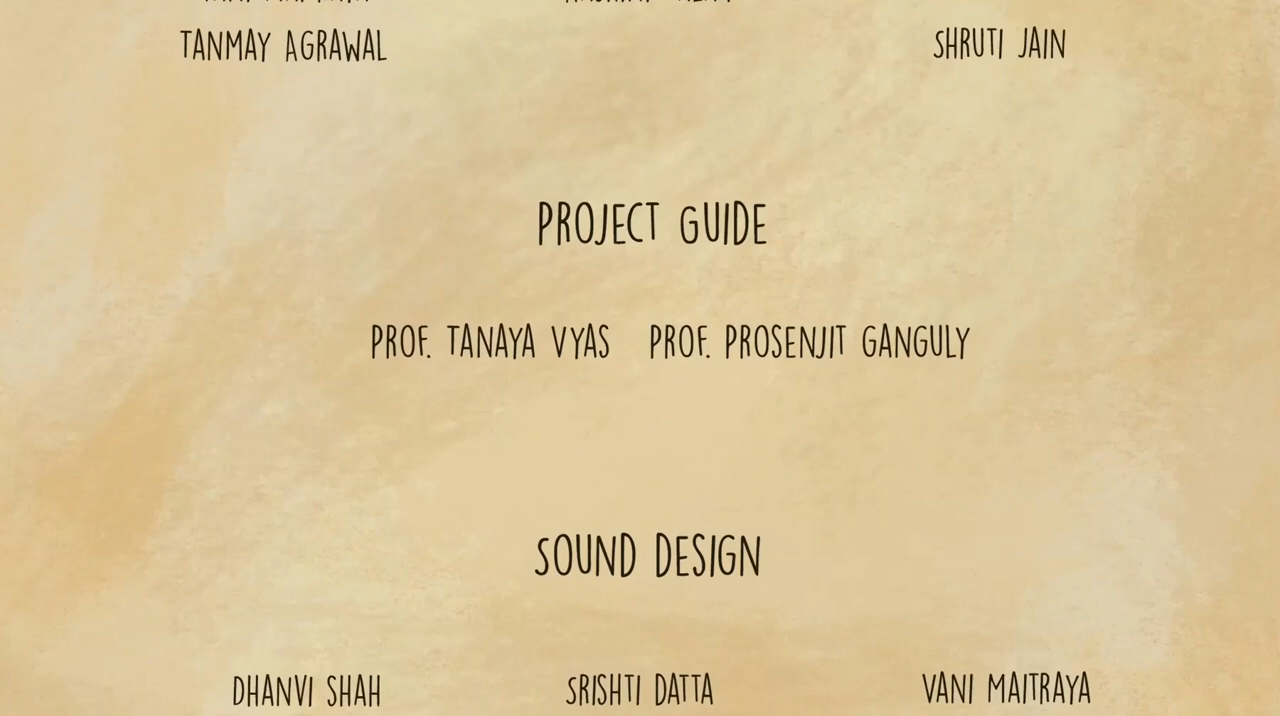 TANMAY AGRAWAL SHRUTI JAIN
PROJECT GUIDE
PROF. TANAYA VYAS PROF. PROSENJIT GANGULY
SOUND DESIGN
DHANVI SHAH SRISHTI DATTA VANI MAITRAYA